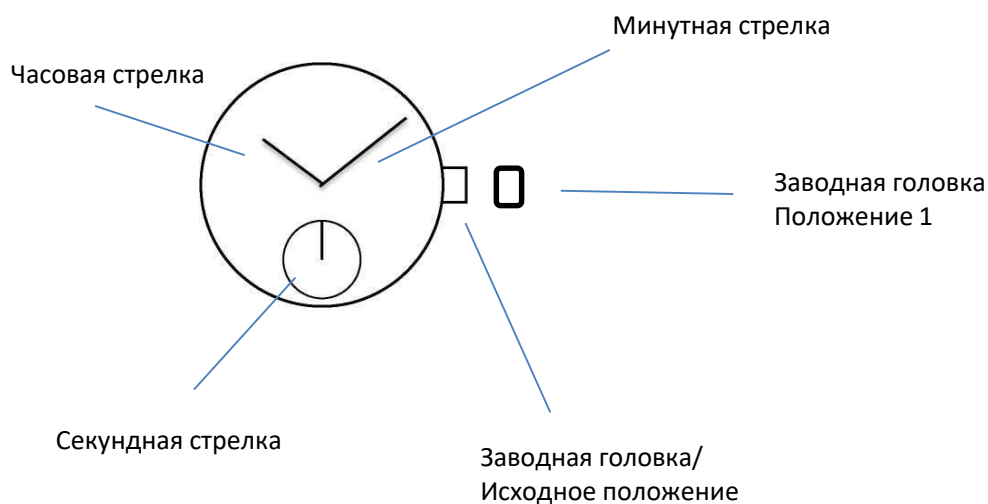 Минутная стрелка
Часовая стрелка
Заводная головка
Положение 1
Секундная стрелка
Заводная головка/
Исходное положение